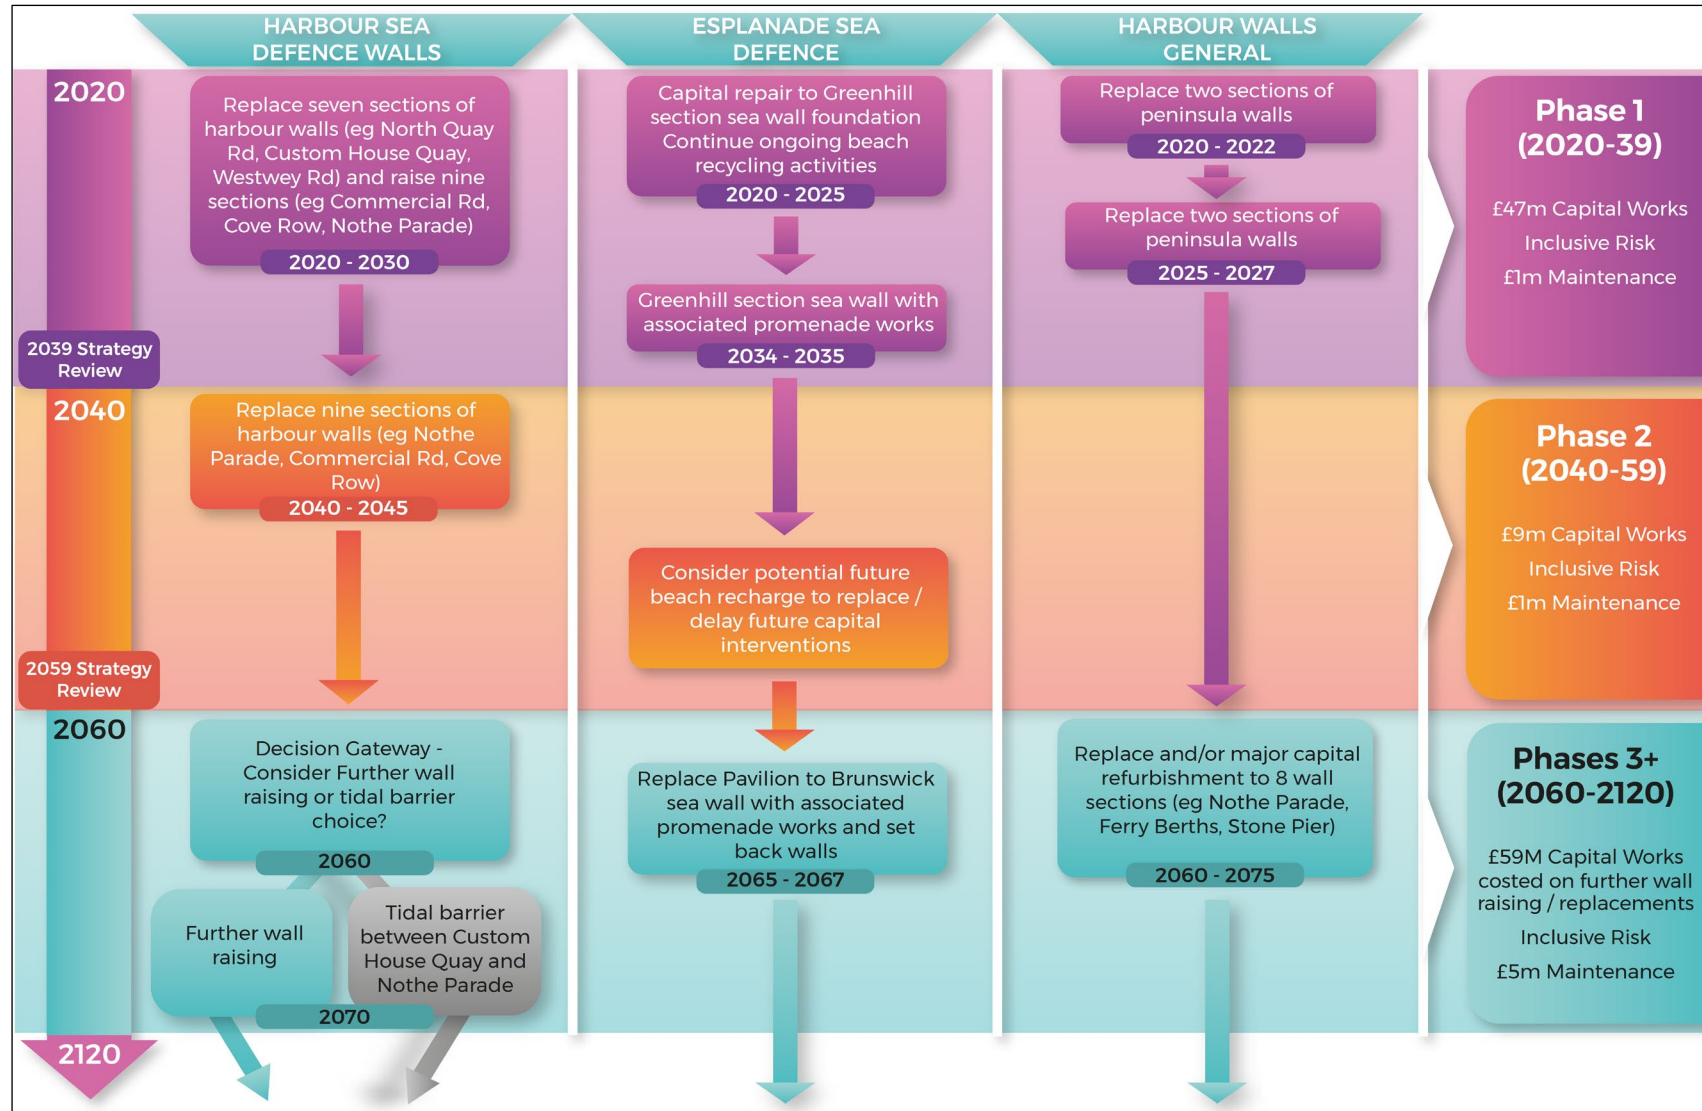 HARBOUR SEA
DEFENCE WALLS
ESPLANADE SEA
DEFENCE
HARBOUR WALLS
GENERAL
2020
Replace seven sections of
harbour walls (eg North Quay
Rd, Custom House Quay,
Westwey Rd) and raise nine
sections (eg Commercial Rd,
Cove Row, Nothe Parade)
2020 - 2030
Capital repair to Greenhill
section sea wall foundation
Continue ongoing beach
recycling activities
2020 - 2025
Greenhill section sea wall with
associated promenade works
2034 - 2035
Replace two sections of
peninsula walls
2020 - 2022
Replace two sections of
peninsula walls
2025 - 2027
Phase 1
(2020-39)
£47m Capital Works
Inclusive Risk
£1m Maintenance
2039 Strategy
Review
2040
Replace nine sections of
harbour walls (eg Nothe
Parade, Commercial Rd, Cove
Row)
2040 - 2045
Consider potential future
beach recharge to replace /
delay future capital
interventions
Phase 2
(2040-59)
£9m Capital Works
Inclusive Risk
£1m Maintenance
2059 Strategy
Review
2060
Decision Gateway -
Consider Further wall
raising or tidal barrier
choice?
2060
Further wall
raising
Tidal barrier
between Custom
House Quay and
Nothe Parade
2070
Replace Pavilion to Brunswick
sea wall with associated
promenade works and set
back walls
2065 - 2067
Replace and/or major capital
refurbishment to 8 wall
sections (eg Nothe Parade,
Ferry Berths, Stone Pier)
2060 - 2075
Phases 3+
(2060-2120)
£59M Capital Works
costed on further wall
raising / replacements
Inclusive Risk
£5m Maintenance
2120